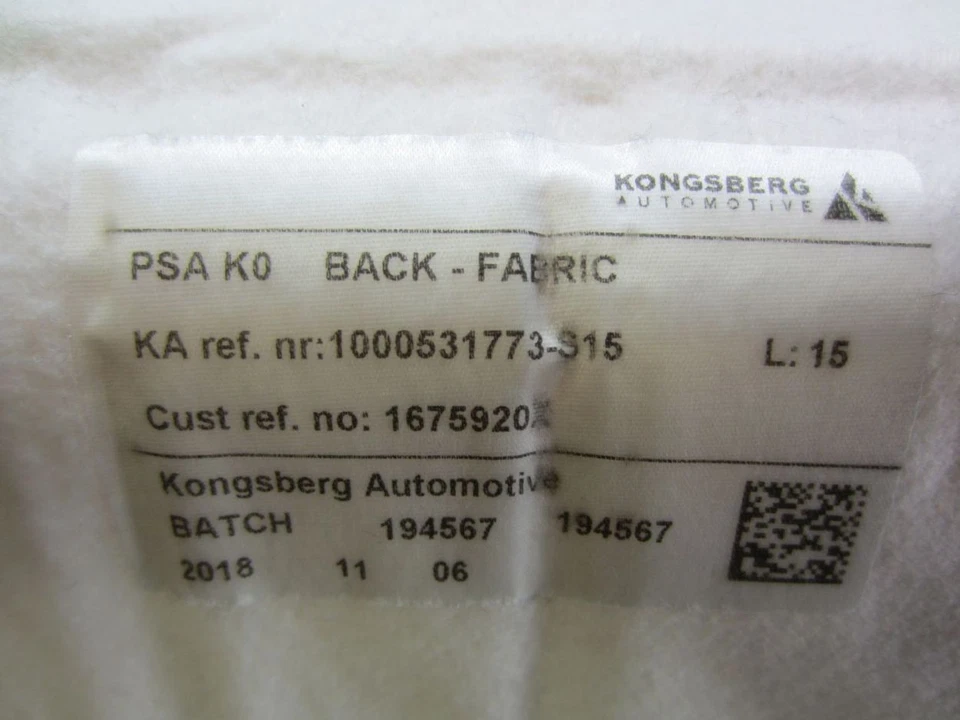 KONGSBERG
AUTOMOTIVE
PSA K0 BACK - FABRIC
KA ref. nr:1000531773-S15 L: 15
Cust ref. no:
Kongsberg Automotive
BATCH 194567 194567
2018 11 06